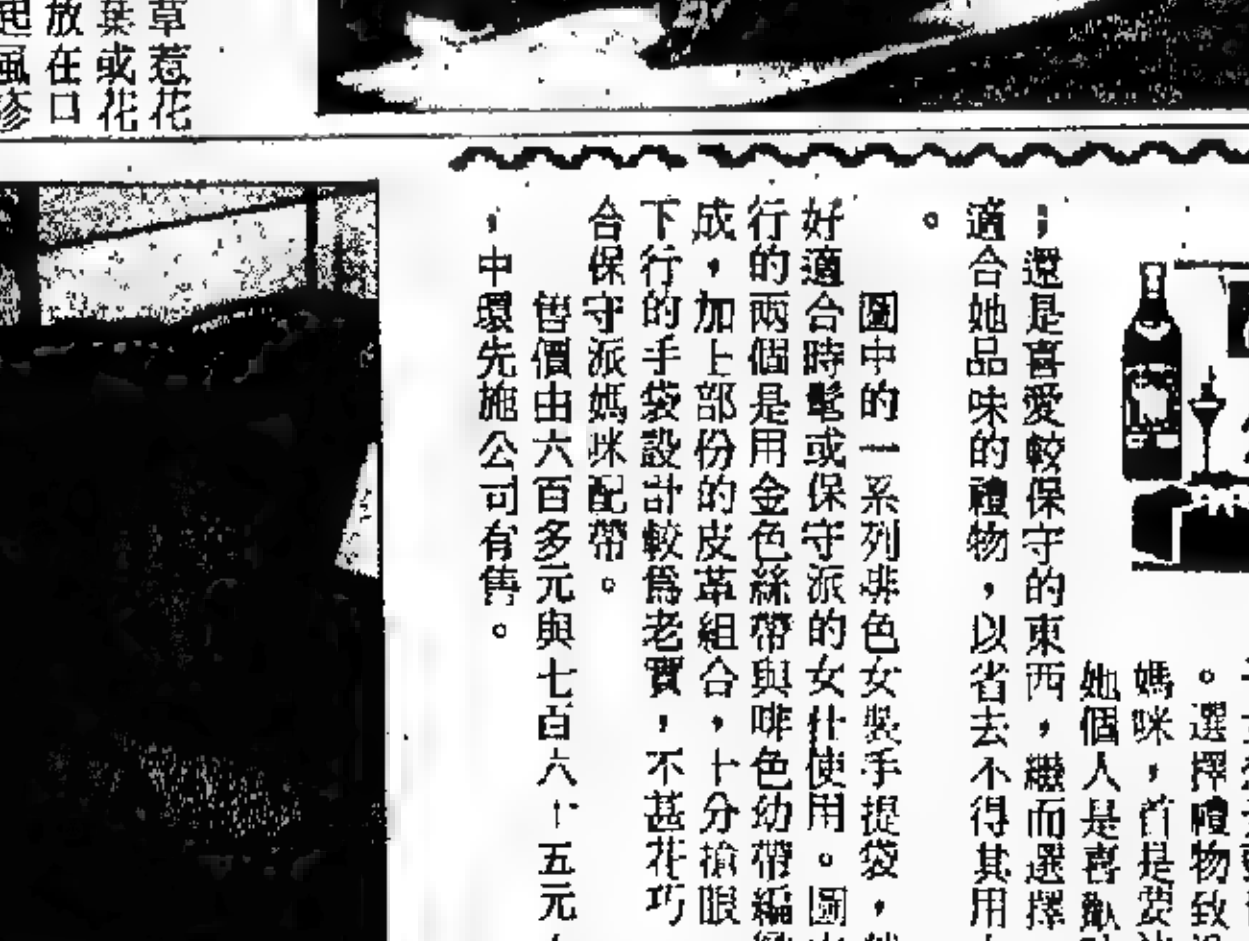 。選擇禮物致
媽咪，首是要
她個人是喜歡
；還是喜愛較保守的東西，繼而選擇
適合她品味的禮物，以省去不得其用
。
圖中的一系列啡色女裝手提袋，
好適合時髦或保守派的女仕使用。圖
行的兩個是用金色絲帶與啡色幼帶編
成，加上部份的皮革組合，十分搶眼
下行的手袋設計較爲老實，不甚花巧
合保守派媽咪配帶。
售價由六百多元與七百六十五元
，中環先施公司有售。
草惹花
葉或花
放在口
起風疹